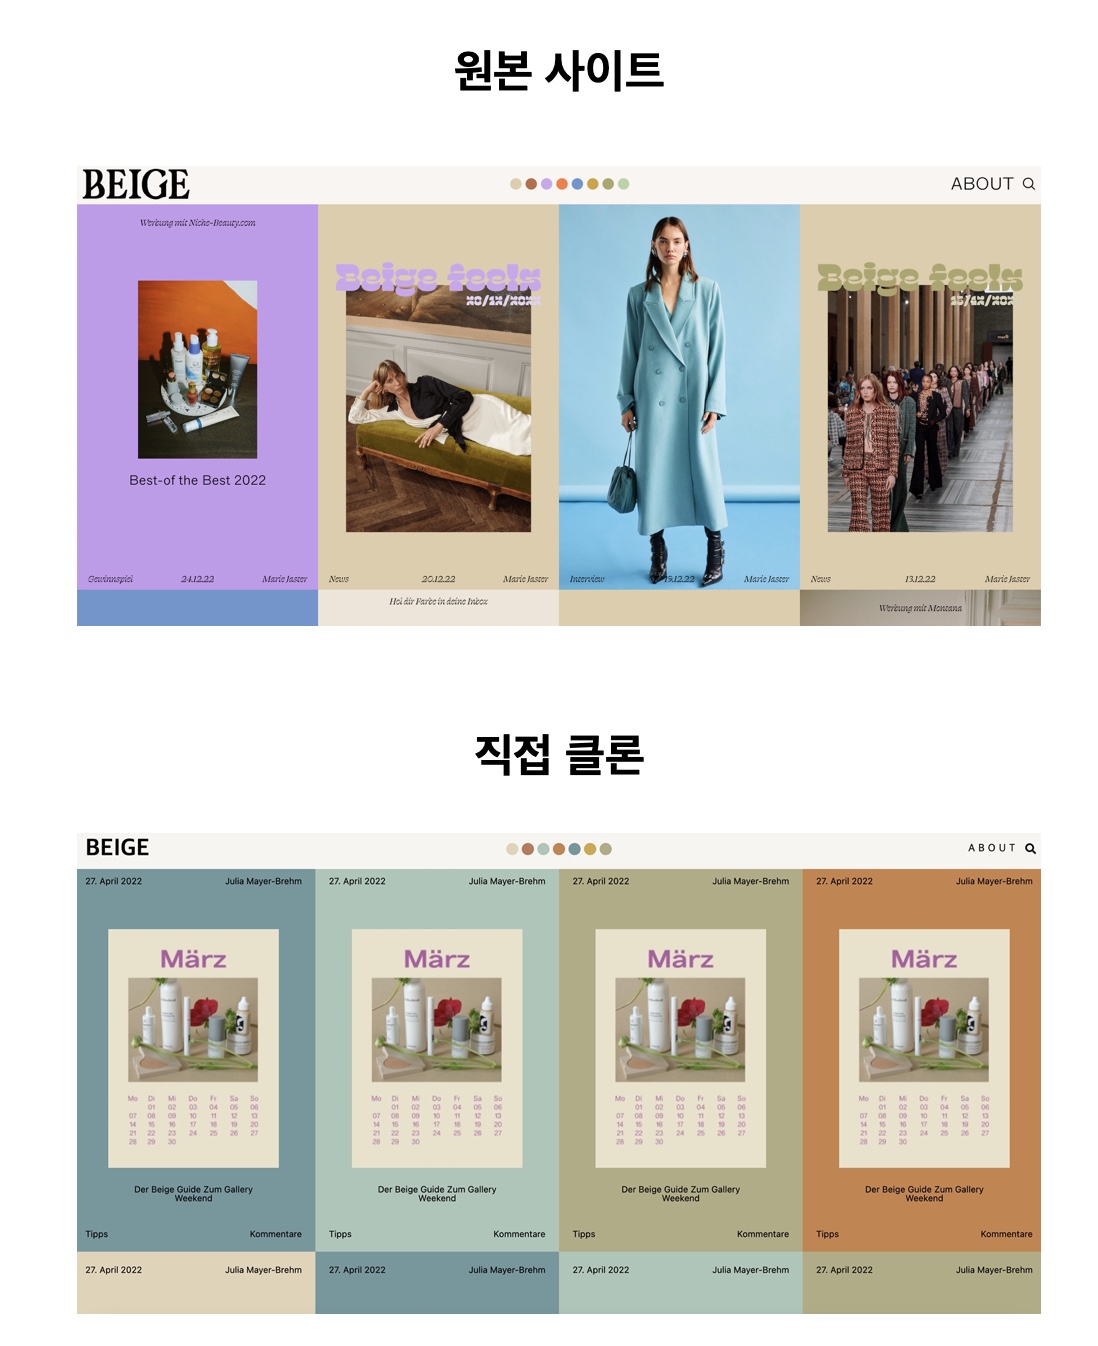 원본 사이트
BEIGE
ABOUT
Werbung mit Niche-Beauty.com
Best-of the Best 2022
Gewinnspiel 24.12.22 Marie Jaster
Beige feels
News 20.12.22 Marie Jaster
Interview 19.12.22 Marie Jaster
Beige feels
News 13.12.22 Marie Jaster
Hol dir Farbe in deine Inbox
Werbung mit Montana
직접 클론
BEIGE
ABOUT
27. April 2022 Julia Mayer-Brehm
März
Mo Di Mi Do Fr Sa So
01 02 03 04 05 06
07 08 09 10 11 12 13
14 15 16 17 18 19 20
21 22 23 24 25 26 27
28 29 30
Der Beige Guide Zum Gallery
Weekend
Tipps Kommentare
27. April 2022 Julia Mayer-Brehm
März
Mo Di Mi Do Fr Sa So
01 02 03 04 05 06
07 08 09 10 11 12 13
14 15 16 17 18 19 20
21 22 23 24 25 26 27
28 29 30
Der Beige Guide Zum Gallery
Weekend
Tipps Kommentare
27. April 2022 Julia Mayer-Brehm
März
Mo Di Mi Do Fr Sa So
01 02 03 04 05 06
07 08 09 10 11 12 13
14 15 16 17 18 19 20
21 22 23 24 25 26 27
28 29 30
Der Beige Guide Zum Gallery
Weekend
Tipps Kommentare
27. April 2022 Julia Mayer-Brehm
März
Mo Di Mi Do Fr Sa So
01 02 03 04 05 06
07 08 09 10 11 12 13
14 15 16 17 18 19 20
21 22 23 24 25 26 27
28 29 30
Der Beige Guide Zum Gallery
Weekend
Tipps Kommentare
27. April 2022 Julia Mayer-Brehm
27. April 2022 Julia Mayer-Brehm
27. April 2022 Julia Mayer-Brehm
27. April 2022 Julia Mayer-Brehm